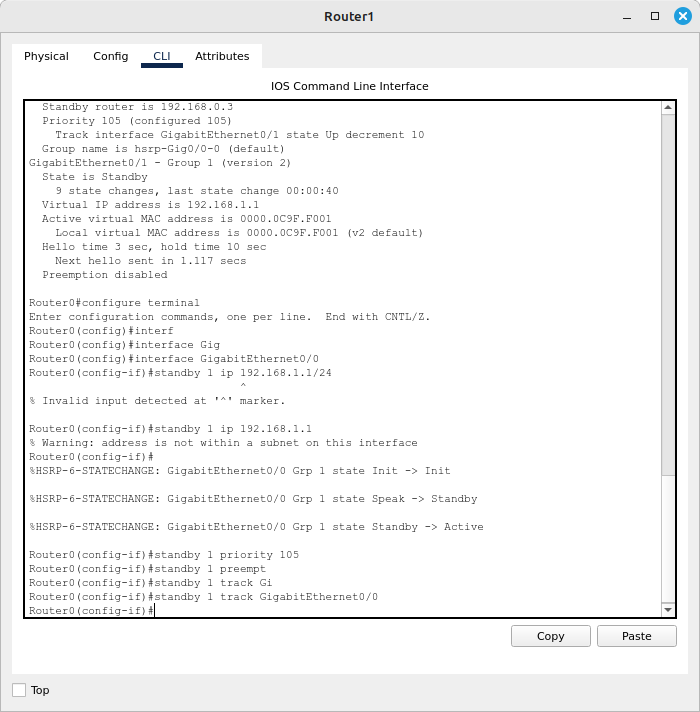 Router1
Physical Config CLI Attributes
IOS Command Line Interface
Standby router is 192.168.0.3
Priority 105 (configured 105)
Track interface GigabitEthernet0/1 state Up decrement 10
Group name is hsrp-Gig0/0-0 (default)
GigabitEthernet0/1 - Group 1 (version 2)
State is Standby
9 state changes, last state change 00:00:40
Virtual IP address is 192.168.1.1
Active virtual MAC address is 0000.0C9F.F001
Local virtual MAC address is 0000.0C9F.F001 (v2 default)
Hello time 3 sec, hold time 10 sec
Next hello sent in 1.117 secs
Preemption disabled
Router0#configure terminal
Enter configuration commands, one per line.  End with CNTL/Z.
Router0(config)#interf
Router0(config)#interface Gig
Router0(config)#interface GigabitEthernet0/0
Router0(config-if)#standby 1 ip 192.168.1.1/24
^
% Invalid input detected at '^' marker.
Router0(config-if)#standby 1 ip 192.168.1.1
% Warning: address is not within a subnet on this interface
Router0(config-if)#
%HSRP-6-STATECHANGE: GigabitEthernet0/0 Grp 1 state Init -> Init
%HSRP-6-STATECHANGE: GigabitEthernet0/0 Grp 1 state Speak -> Standby
%HSRP-6-STATECHANGE: GigabitEthernet0/0 Grp 1 state Standby -> Active
Router0(config-if)#standby 1 priority 105
Router0(config-if)#standby 1 preempt
Router0(config-if)#standby 1 track Gi
Router0(config-if)#standby 1 track GigabitEthernet0/0
Router0(config-if)#
Copy Paste
Top